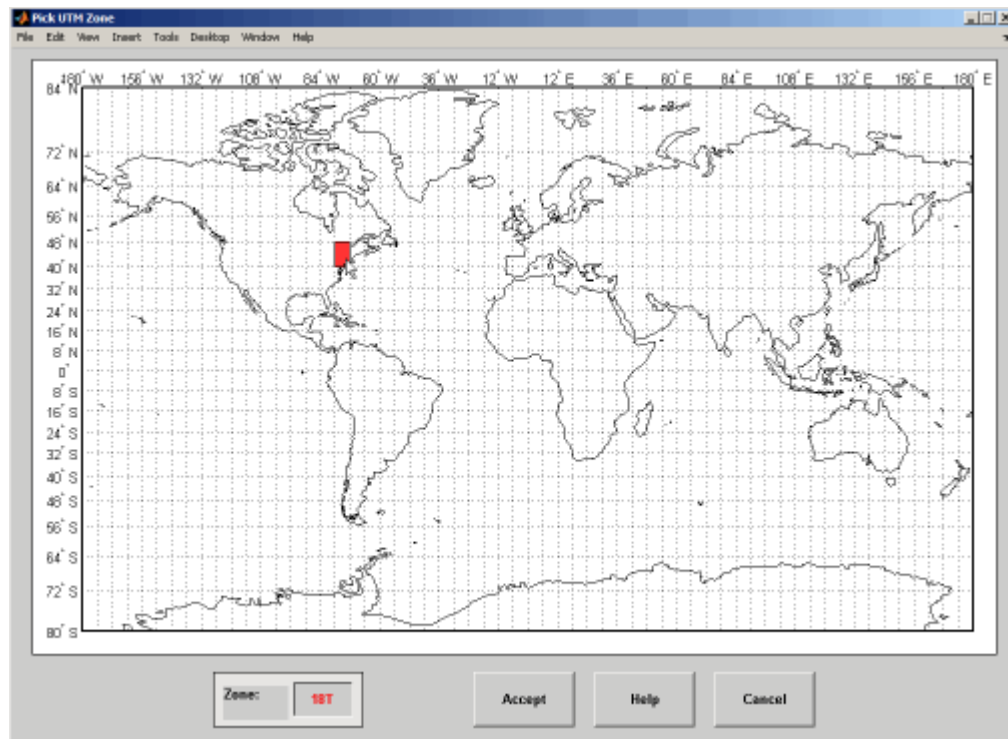 Pick UTM Zone
File Edit View Insert Tools Desktop Window Help
180° W 156° W 132° W 108° W 84° W 60° W 36° W 12° W 12° E 36° E 60° E 84° E 108° E 132° E 156° E 180° E
84° N
72° N
64° N
56° N
48° N
40° N
32° N
24° N
16° N
8° N
0°
8° S
16° S
24° S
32° S
40° S
48° S
56° S
64° S
72° S
80° S
Zone: 18T Accept Help Cancel